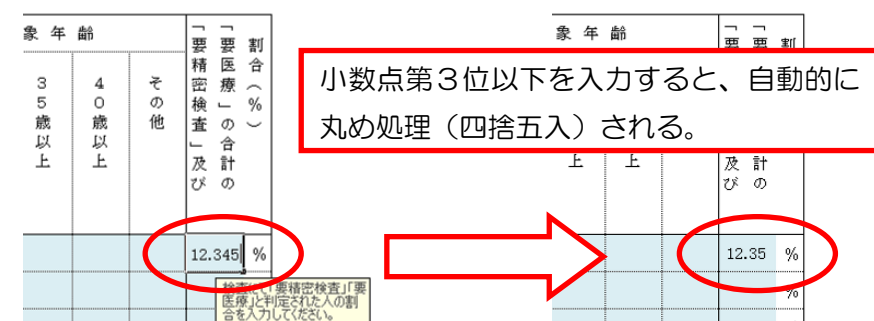 象年齢
35歳以上
40歳以上
その他
「要精密検査」及び
「要医療」の合計の
割合(%)
12.345 %
検査にて「要精密検査」「要
医療」と判定された人の割
合を入力してください。
小数点第3位以下を入力すると、自動的に
丸め処理(四捨五入)される。
象年齢
上
上
「要
及び
「要
計の
割
12.35 %
%